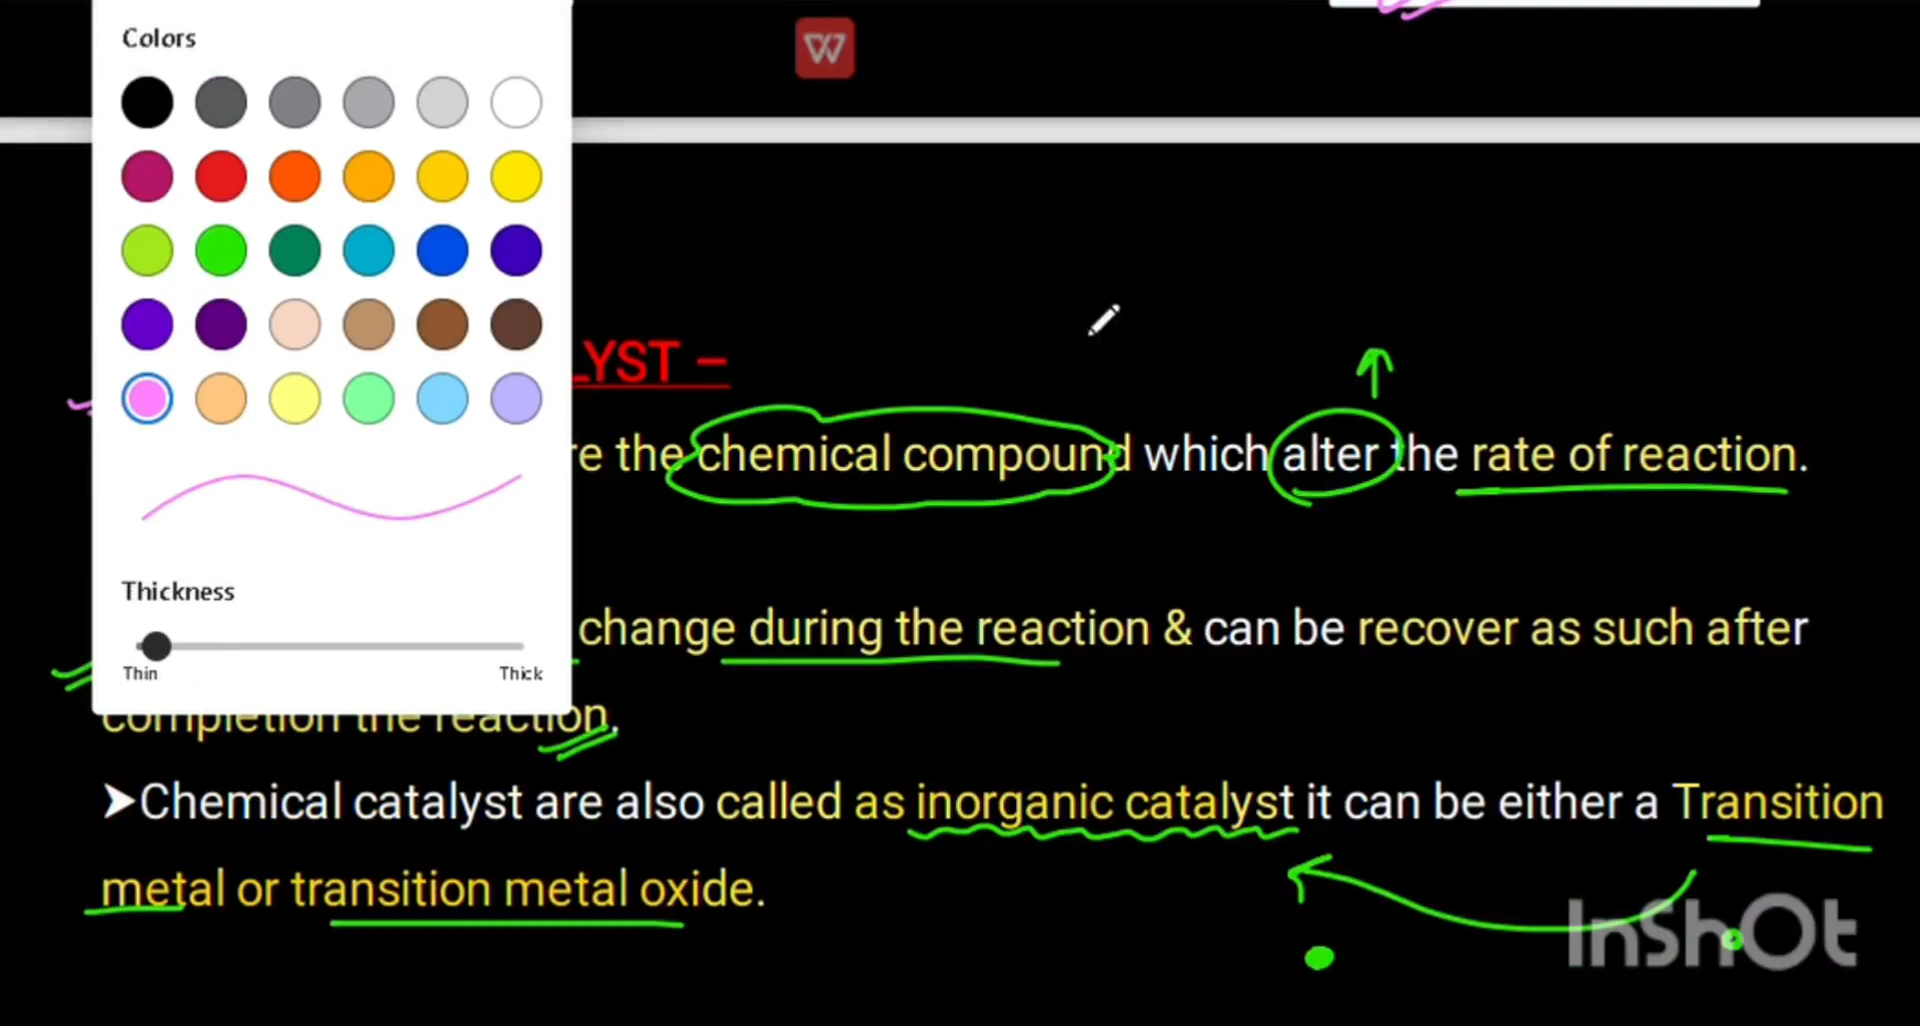 Colors
LYST –
re the chemical compound which alter the rate of reaction.
Thickness
Thin
Thick
change during the reaction & can be recover as such after
completion the reaction.
➤Chemical catalyst are also called as inorganic catalyst it can be either a Transition
metal or transition metal oxide.
InShOt